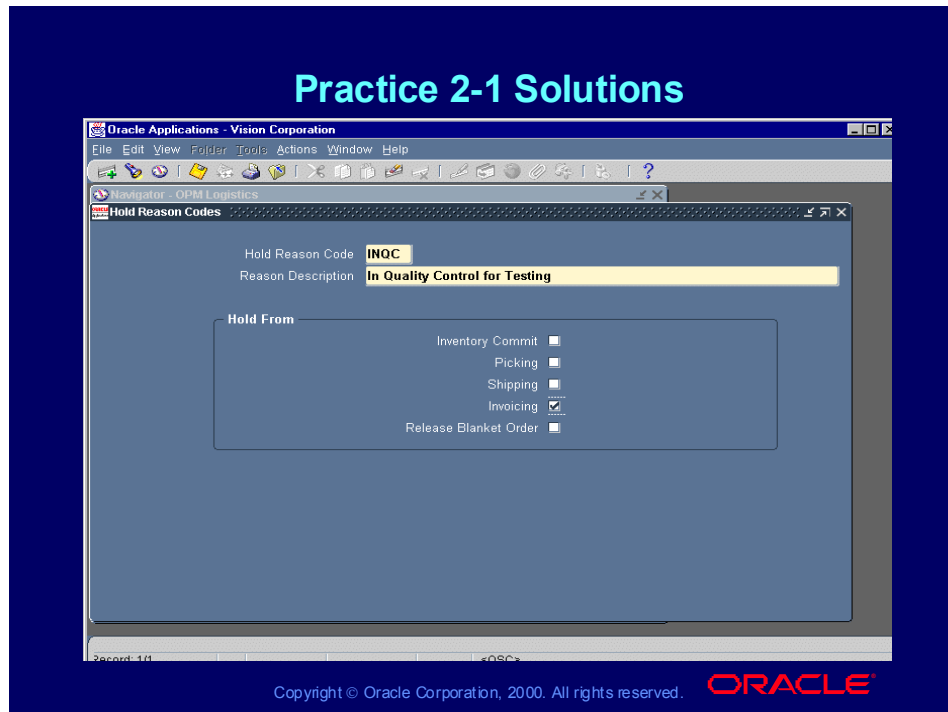 Practice 2-1 Solutions
Oracle Applications - Vision Corporation
File Edit View Folder Tools Actions Window Help
Navigator - OPM Logistics
Hold Reason Codes
Hold Reason Code INQC
Reason Description In Quality Control for Testing
Hold From
Inventory Commit
Picking
Shipping
Invoicing
Release Blanket Order
Record: 1/1 <OSC>
Copyright © Oracle Corporation, 2000. All rights reserved.
ORACLE®